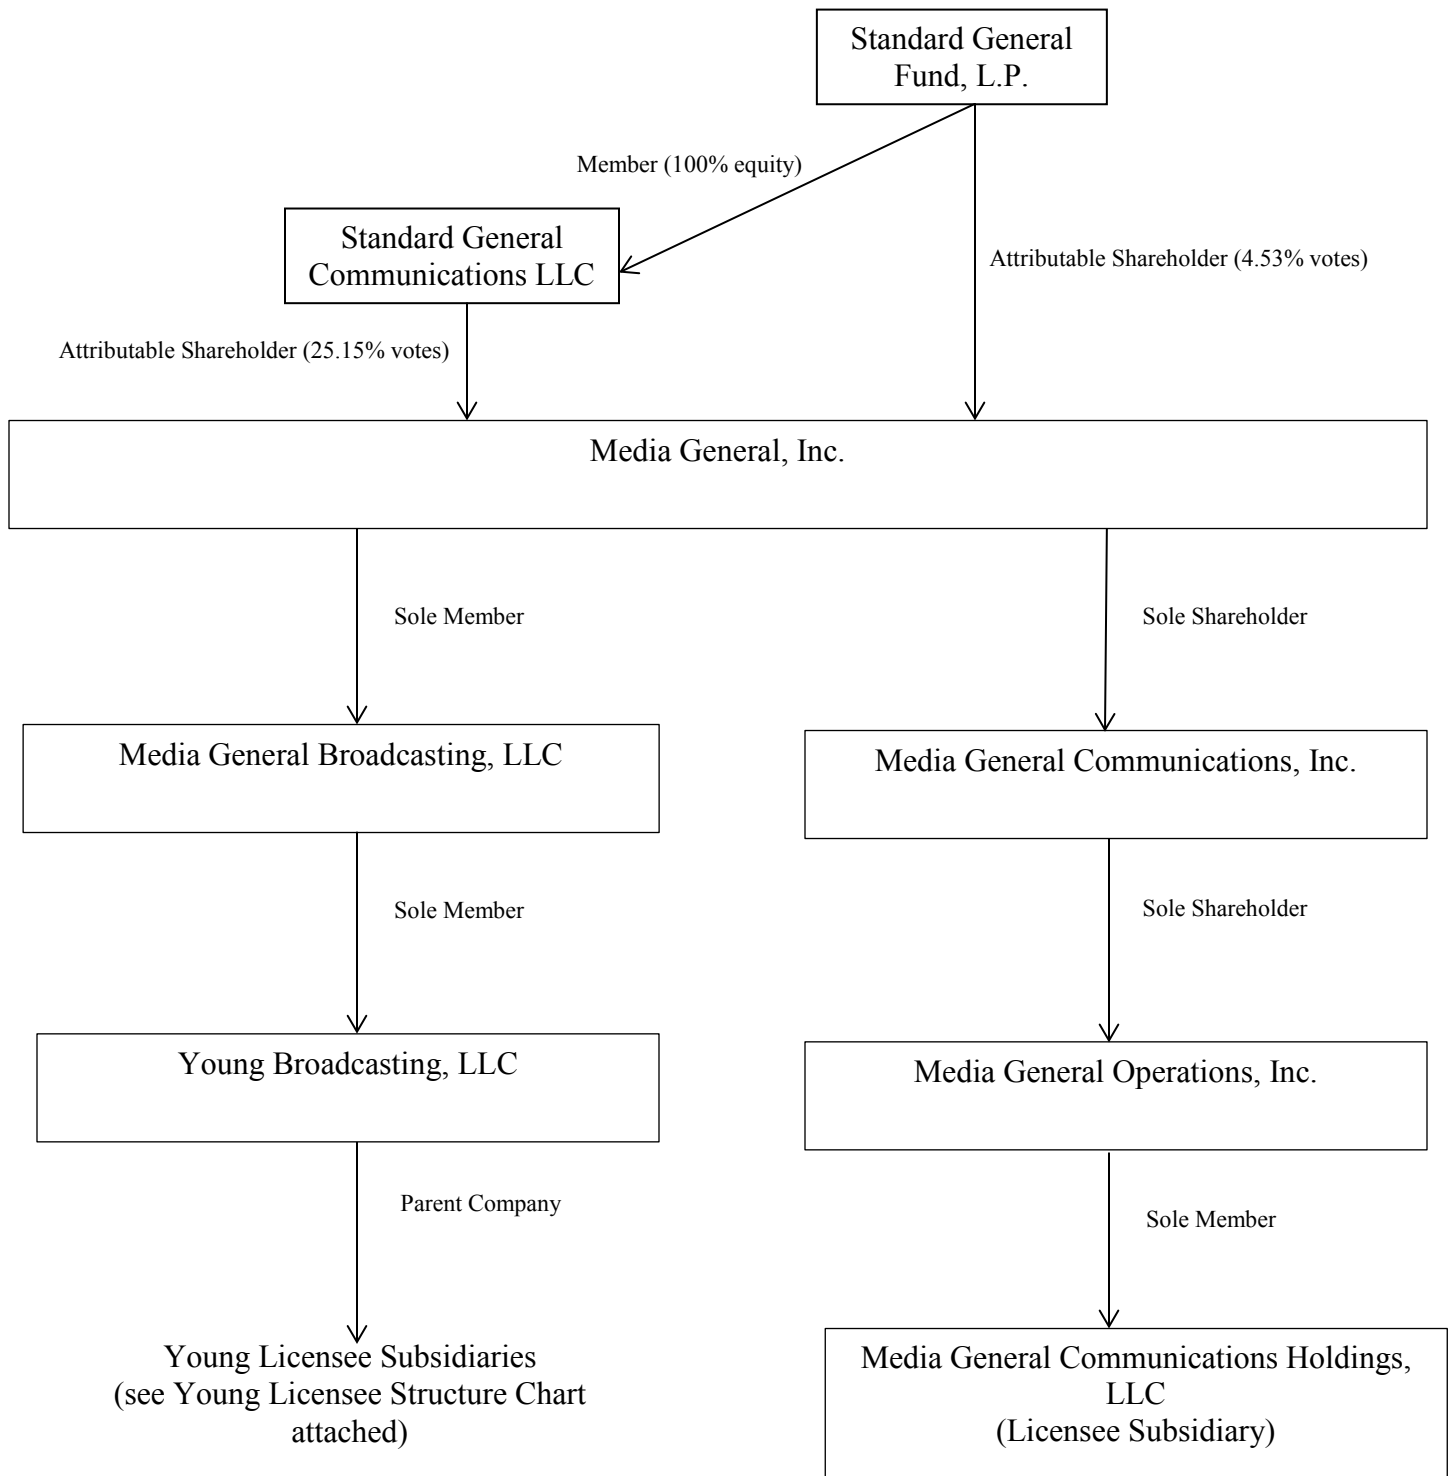 Standard General
Fund, L.P.
Member (100% equity)
Standard General
Communications LLC
Attributable Shareholder (4.53% votes)
Attributable Shareholder (25.15% votes)
Media General, Inc.
Sole Member
Sole Shareholder
Media General Broadcasting, LLC
Media General Communications, Inc.
Sole Member
Sole Shareholder
Young Broadcasting, LLC
Media General Operations, Inc.
Parent Company
Sole Member
Young Licensee Subsidiaries
(see Young Licensee Structure Chart
attached)
Media General Communications Holdings,
LLC
(Licensee Subsidiary)